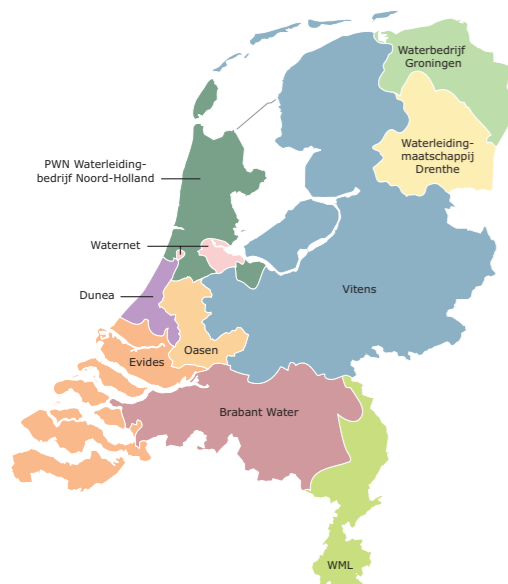 Waterbedrijf
Groningen
Waterleiding-
maatschappij
Drenthe
PWN Waterleiding-
bedrijf Noord-Holland
Waternet
Vitens
Dunea
Oasen
Evides
Brabant Water
WML